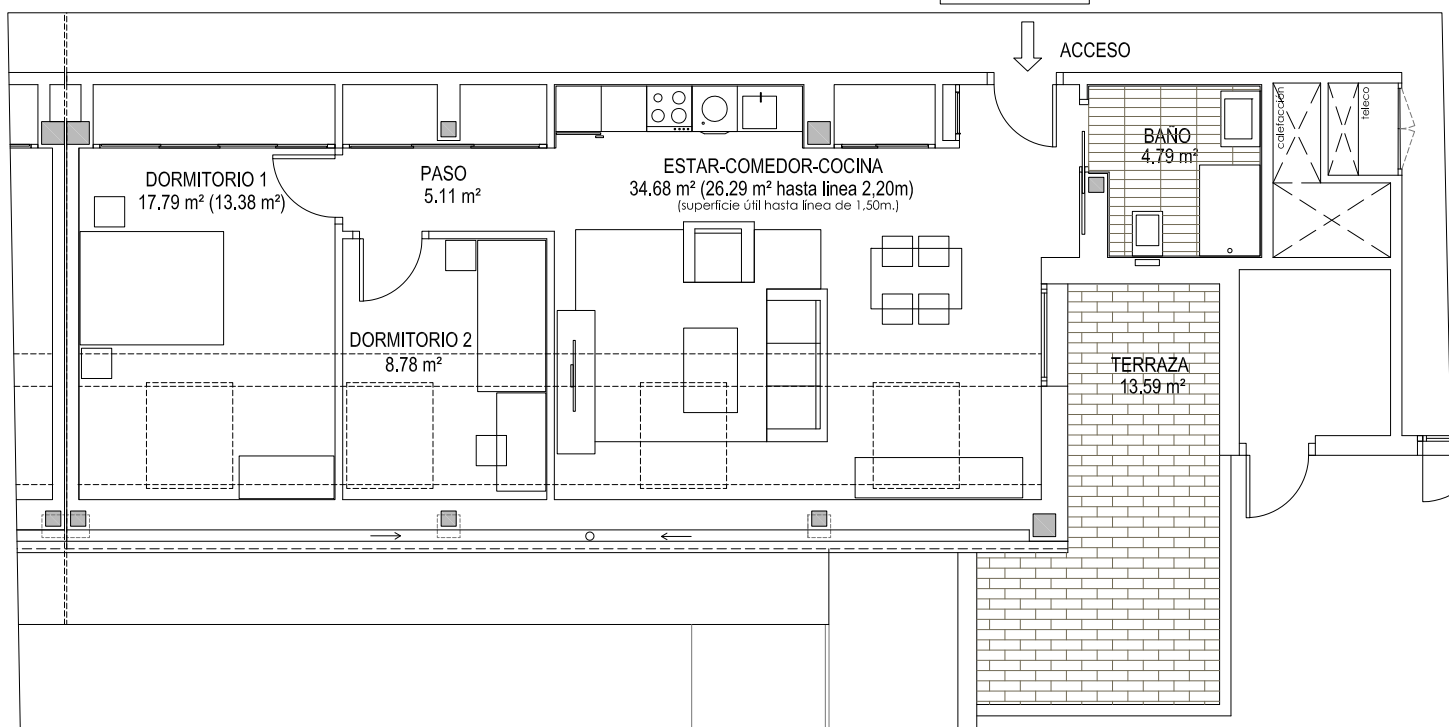 ACCESO
calefacción
teleco
BAÑO
4.79 m²
DORMITORIO 1
17.79 m² (13.38 m²)
PASO
5.11 m²
ESTAR-COMEDOR-COCINA
34.68 m² (26.29 m² hasta linea 2,20m)
(superficie útil hasta línea de 1,50m.)
DORMITORIO 2
8.78 m²
TERRAZA
13.59 m²